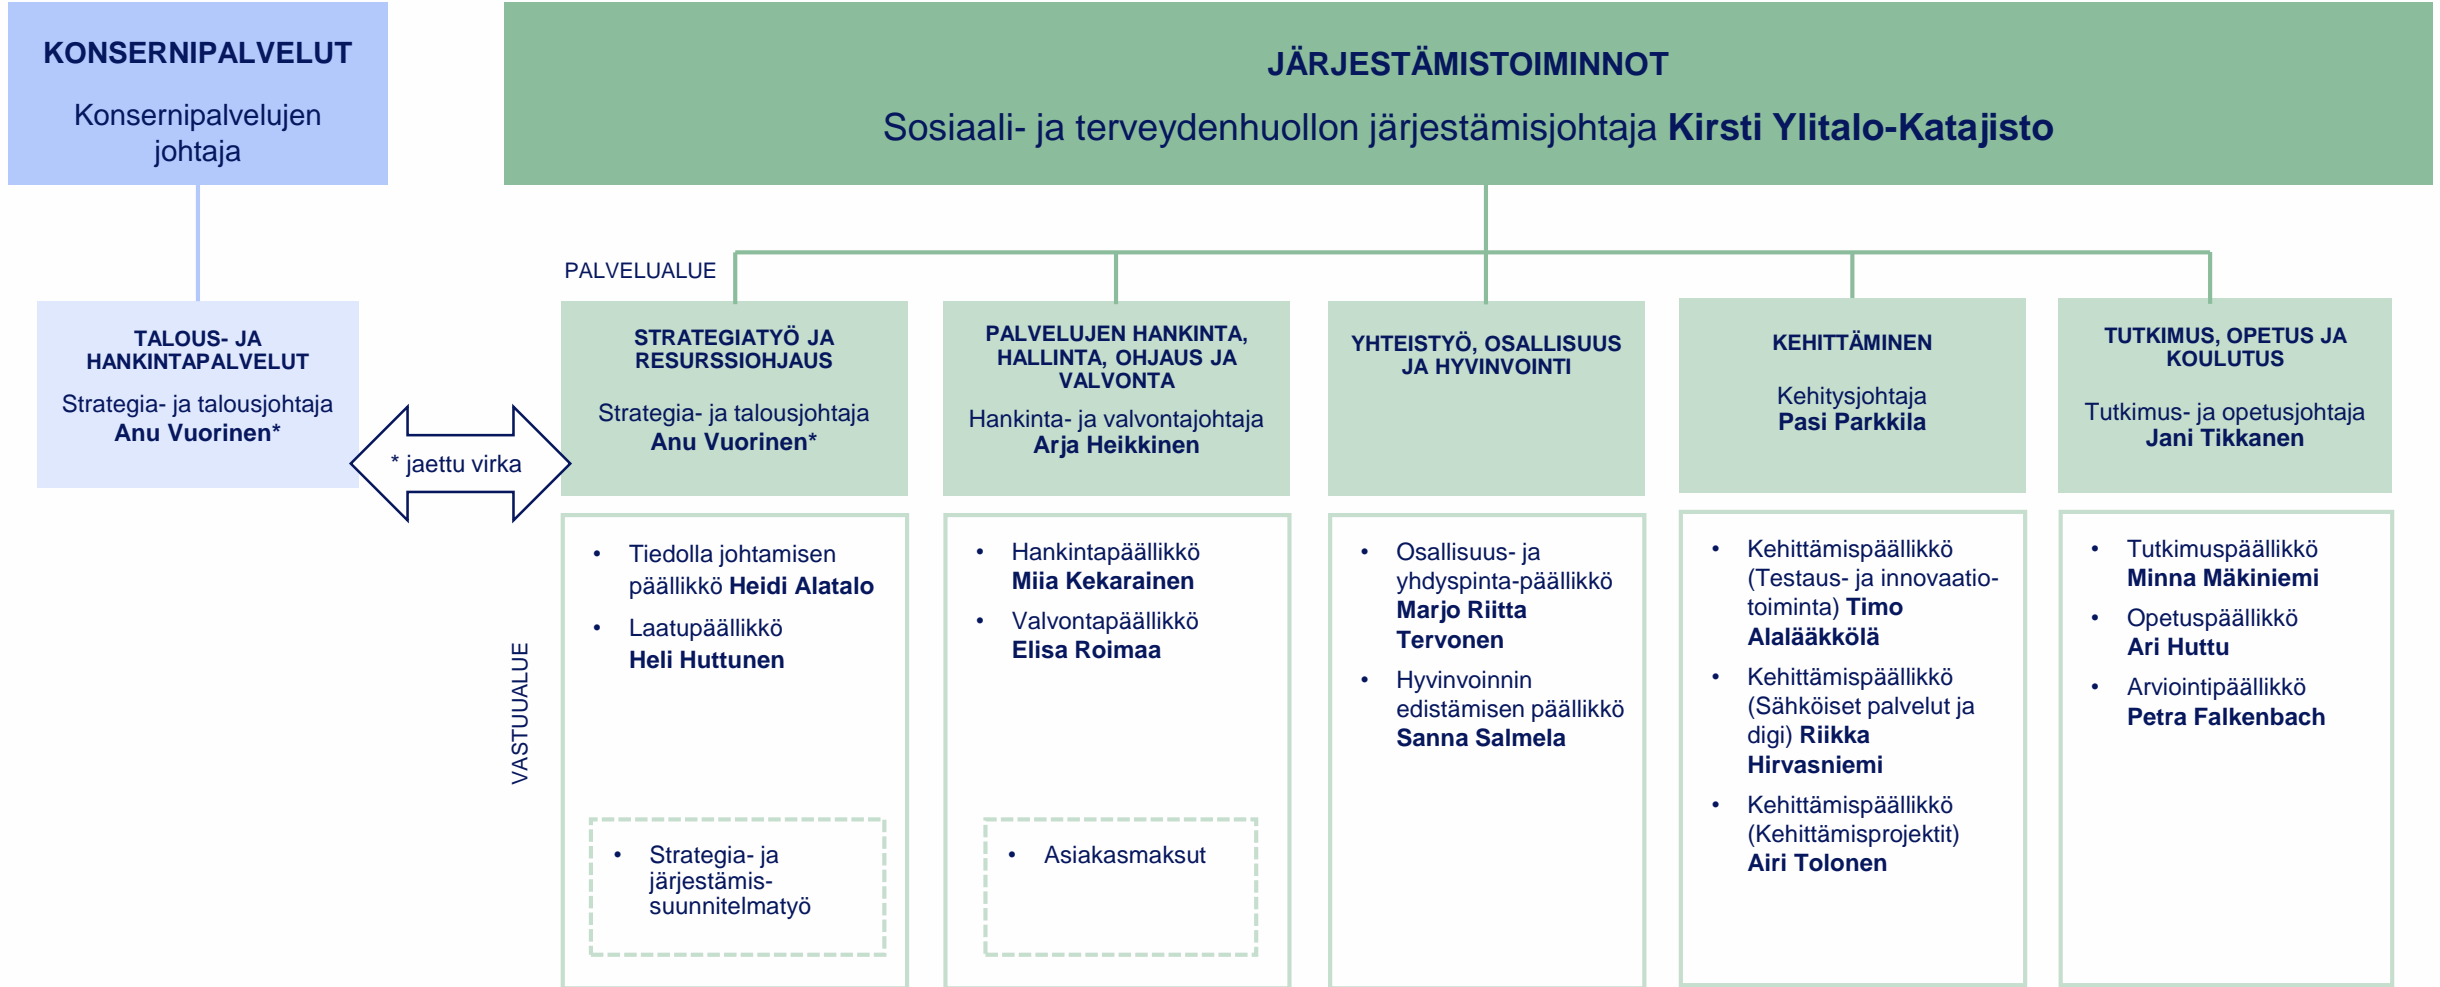 KONSERNIPALVELUT
Konsernipalvelujen
johtaja
JÄRJESTÄMISTOIMINNOT
Sosiaali- ja terveydenhuollon järjestämisjohtaja Kirsti Ylitalo-Katajisto
PALVELUALUE
TALOUS- JA
HANKINTAPALVELUT
Strategia- ja talousjohtaja
Anu Vuorinen*
* jaettu virka
STRATEGIATYÖ JA
RESURSSIOHJAUS
Strategia- ja talousjohtaja
Anu Vuorinen*
PALVELUJEN HANKINTA,
HALLINTA, OHJAUS JA
VALVONTA
Hankinta- ja valvontajohtaja
Arja Heikkinen
YHTEISTYÖ, OSALLISUUS
JA HYVINVOINTI
KEHITTÄMINEN
Kehitysjohtaja
Pasi Parkkila
TUTKIMUS, OPETUS JA
KOULUTUS
Tutkimus- ja opetusjohtaja
Jani Tikkanen
VASTUUALUE
• Tiedolla johtamisen
päällikkö Heidi Alatalo
• Laatupäällikkö
Heli Huttunen
• Strategia- ja
järjestämis-
suunnitelmatyö
• Hankintapäällikkö
Miia Kekarainen
• Valvontapäällikkö
Elisa Roimaa
• Asiakasmaksut
• Osallisuus- ja
yhdyspinta-päällikkö
Marjo Riitta
Tervonen
• Hyvinvoinnin
edistämisen päällikkö
Sanna Salmela
• Kehittämispäällikkö
(Testaus- ja innovaatio-
toiminta) Timo
Alalääkkölä
• Kehittämispäällikkö
(Sähköiset palvelut ja
digi) Riikka
Hirvasniemi
• Kehittämispäällikkö
(Kehittämisprojektit)
Airi Tolonen
• Tutkimuspäällikkö
Minna Mäkiniemi
• Opetuspäällikkö
Ari Huttu
• Arviointipäällikkö
Petra Falkenbach